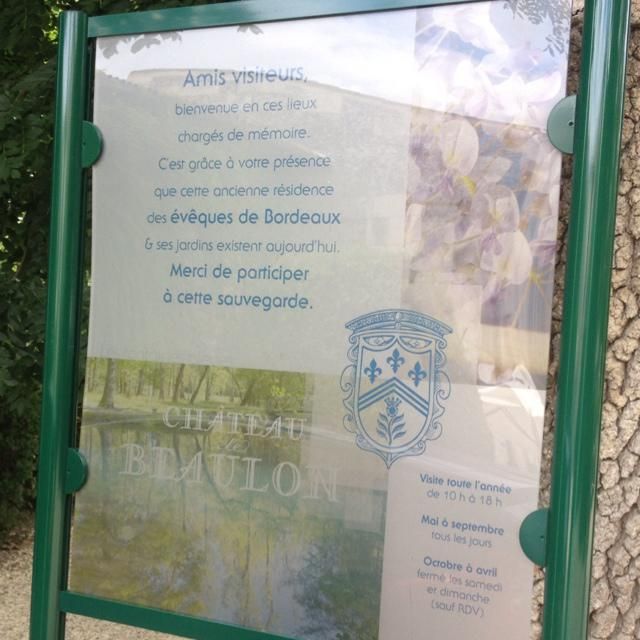 Amis visiteurs,
bienvenue en ces lieux
chargés de mémoire.
C'est grâce à votre présence
que cette ancienne résidence
des évêques de Bordeaux
& ses jardins existent aujourd'hui.
Merci de participer
à cette sauvegarde.
CHÂTEAU
de
BEAULON
Visite toute l'année
de 10 h à 18 h
Mai à septembre
tous les jours
Octobre à avril
fermé les samedi
et dimanche
(sauf RDV)